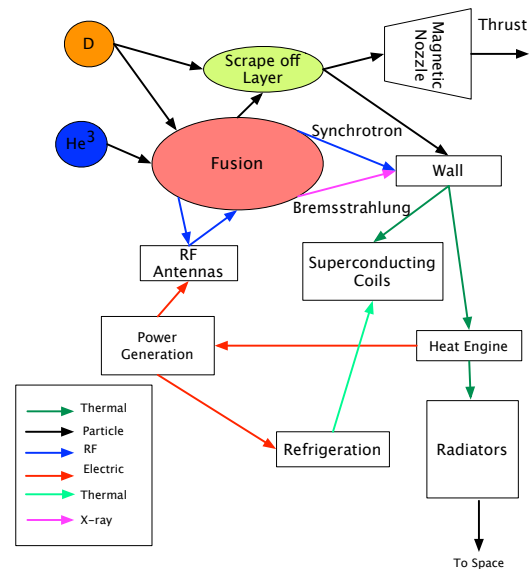 D
Scrape off
Layer
Magnetic
Nozzle
Thrust
He³
Fusion
Synchrotron
Wall
Bremsstrahlung
RF
Antennas
Superconducting
Coils
Power
Generation
Heat Engine
Refrigeration
Radiators
Thermal
Particle
RF
Electric
Thermal
X-ray
To Space